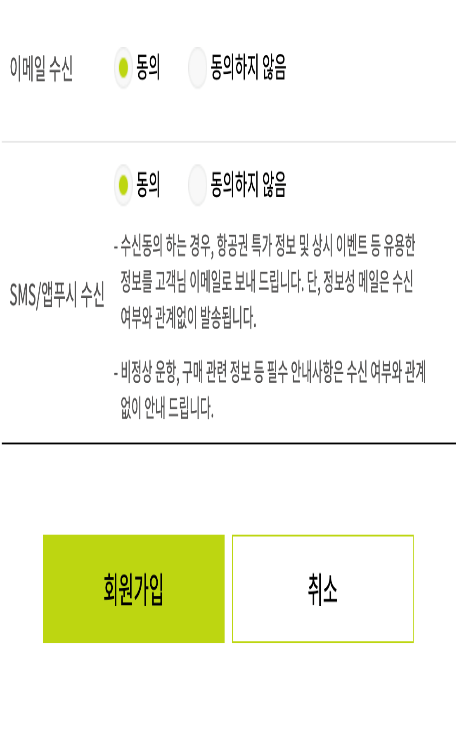 이메일 수신 동의 동의하지 않음
동의 동의하지 않음
SMS/앱푸시 수신
- 수신동의 하는 경우, 항공권 특가 정보 및 상시 이벤트 등 유용한
정보를 고객님 이메일로 보내 드립니다. 단, 정보성 메일은 수신
여부와 관계없이 발송됩니다.
- 비정상 운항, 구매 관련 정보 등 필수 안내사항은 수신 여부와 관계
없이 안내 드립니다.
회원가입 취소